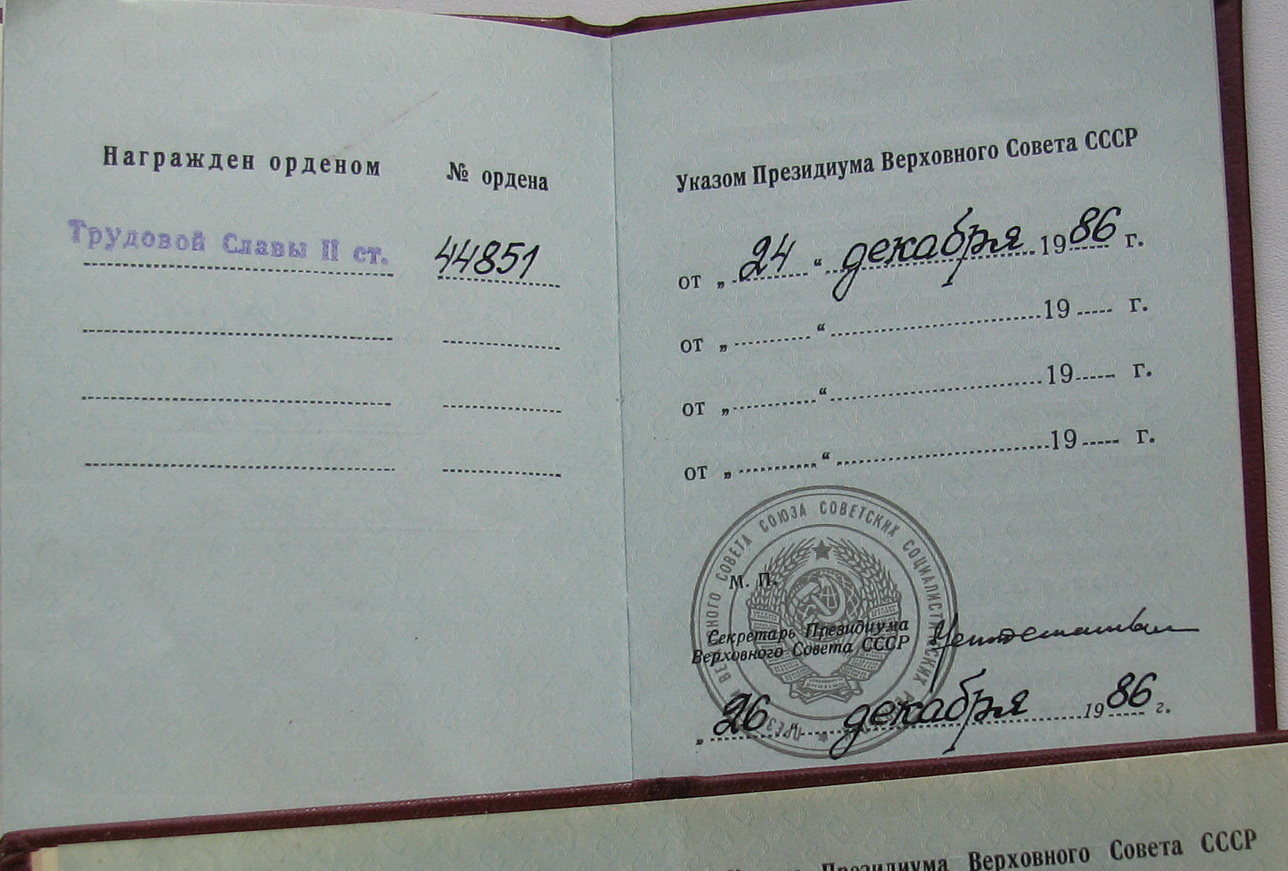 Награжден орденом
№ ордена
Трудовой Славы II ст.
44851
Указом Президиума Верховного Совета СССР
от „ 24 “ декабря 1986 г.
от „ “ 19 г.
от „ “ 19 г.
от „ “ 19 г.
СОВЕТА СОЮЗА СОВЕТСКИХ СОЦИАЛИСТИЧЕСКИХ
М. П.
Секретарь Президиума
Верховного Совета СССР
„ 26 декабря 1986 г.
Президиума Верховного Совета СССР